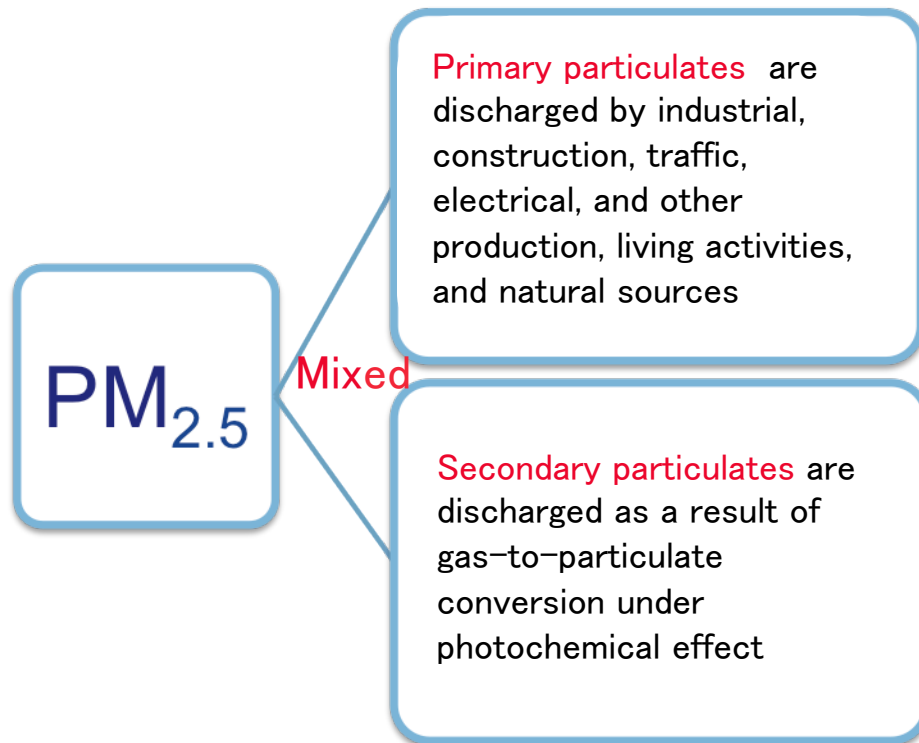 Primary particulates are
discharged by industrial,
construction, traffic,
electrical, and other
production, living activities,
and natural sources
PM2.5
Mixed
Secondary particulates are
discharged as a result of
gas-to-particulate
conversion under
photochemical effect